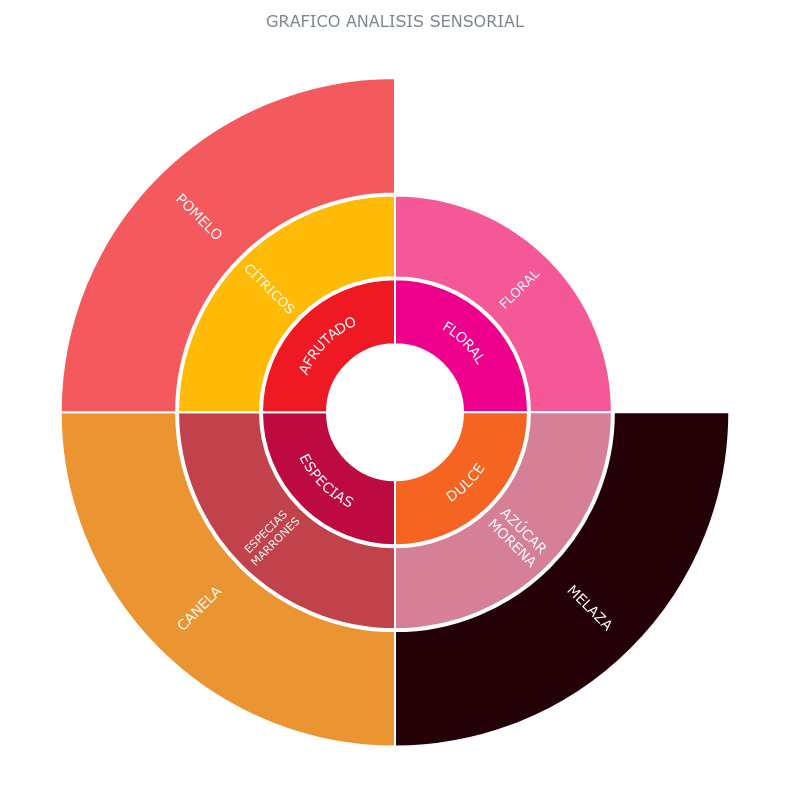 GRAFICO ANALISIS SENSORIAL
POMELO
CÍTRICOS
AFRUTADO
FLORAL
FLORAL
ESPECIAS
ESPECIAS
MARRONES
CANELA
DULCE
AZÚCAR
MORENA
MELAZA